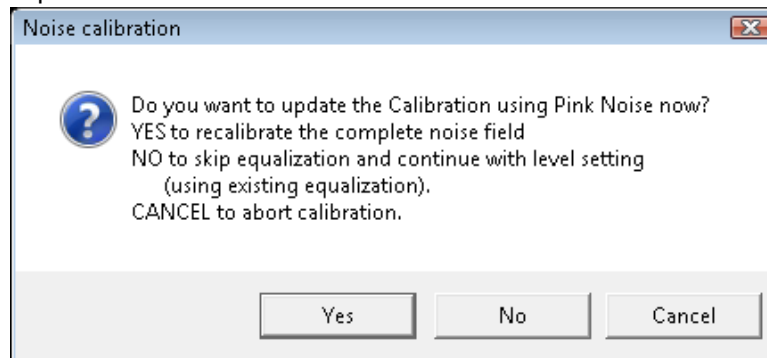 Noise calibration
Do you want to update the Calibration using Pink Noise now?
YES to recalibrate the complete noise field
NO to skip equalization and continue with level setting
(using existing equalization).
CANCEL to abort calibration.
Yes No Cancel